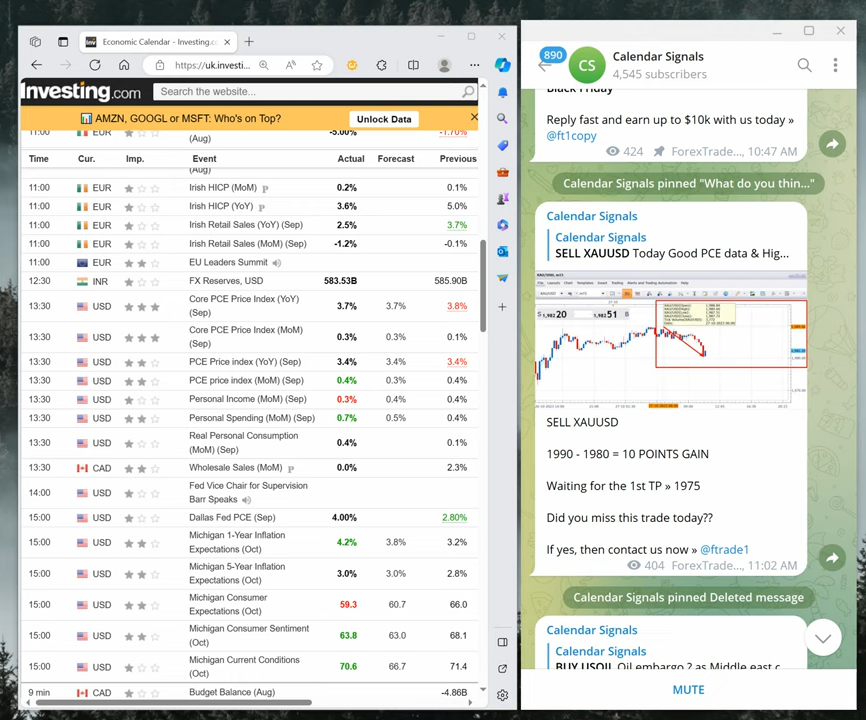 Economic Calendar - Investing.co
https://uk.investi...
Investing.com
Search the website...
AMZN, GOOGL or MSFT: Who's on Top?
Unlock Data
11:00 EUR (Aug) -5.00% -1.70%
Time Cur. Imp. Event Actual Forecast Previous
(Aug)
11:00 EUR Irish HICP (MoM) P 0.2% 0.1%
11:00 EUR Irish HICP (YoY) P 3.6% 5.0%
11:00 EUR Irish Retail Sales (YoY) (Sep) 2.5% 3.7%
11:00 EUR Irish Retail Sales (MoM) (Sep) -1.2% -0.1%
11:00 EUR EU Leaders Summit
12:30 INR FX Reserves, USD 583.53B 585.90B
13:30 USD Core PCE Price Index (YoY) (Sep) 3.7% 3.7% 3.8%
13:30 USD Core PCE Price Index (MoM) (Sep) 0.3% 0.3% 0.1%
13:30 USD PCE Price index (YoY) (Sep) 3.4% 3.4% 3.4%
13:30 USD PCE price index (MoM) (Sep) 0.4% 0.3% 0.4%
13:30 USD Personal Income (MoM) (Sep) 0.3% 0.4% 0.4%
13:30 USD Personal Spending (MoM) (Sep) 0.7% 0.5% 0.4%
13:30 USD Real Personal Consumption (MoM) (Sep) 0.4% 0.1%
13:30 CAD Wholesale Sales (MoM) P 0.0% 2.3%
14:00 USD Fed Vice Chair for Supervision Barr Speaks
15:00 USD Dallas Fed PCE (Sep) 4.00% 2.80%
15:00 USD Michigan 1-Year Inflation Expectations (Oct) 4.2% 3.8% 3.2%
15:00 USD Michigan 5-Year Inflation Expectations (Oct) 3.0% 3.0% 2.8%
15:00 USD Michigan Consumer Expectations (Oct) 59.3 60.7 66.0
15:00 USD Michigan Consumer Sentiment (Oct) 63.8 63.0 68.1
15:00 USD Michigan Current Conditions (Oct) 70.6 66.7 71.4
9 min CAD Budget Balance (Aug) -4.86B
890
CS
Calendar Signals
4,545 subscribers
Black Friday
Reply fast and earn up to $10k with us today »
@ft1copy
424 ForexTrade..., 10:47 AM
Calendar Signals pinned "What do you thin..."
Calendar Signals
Calendar Signals
SELL XAUUSD Today Good PCE data & Hig...
1,982 20
1,982 51
SELL XAUUSD
1990 - 1980 = 10 POINTS GAIN
Waiting for the 1st TP » 1975
Did you miss this trade today??
If yes, then contact us now » @ftrade1
404 ForexTrade..., 11:02 AM
Calendar Signals pinned Deleted message
Calendar Signals
Calendar Signals
BUY USOIL Oil embargo ? as Middle east c
MUTE